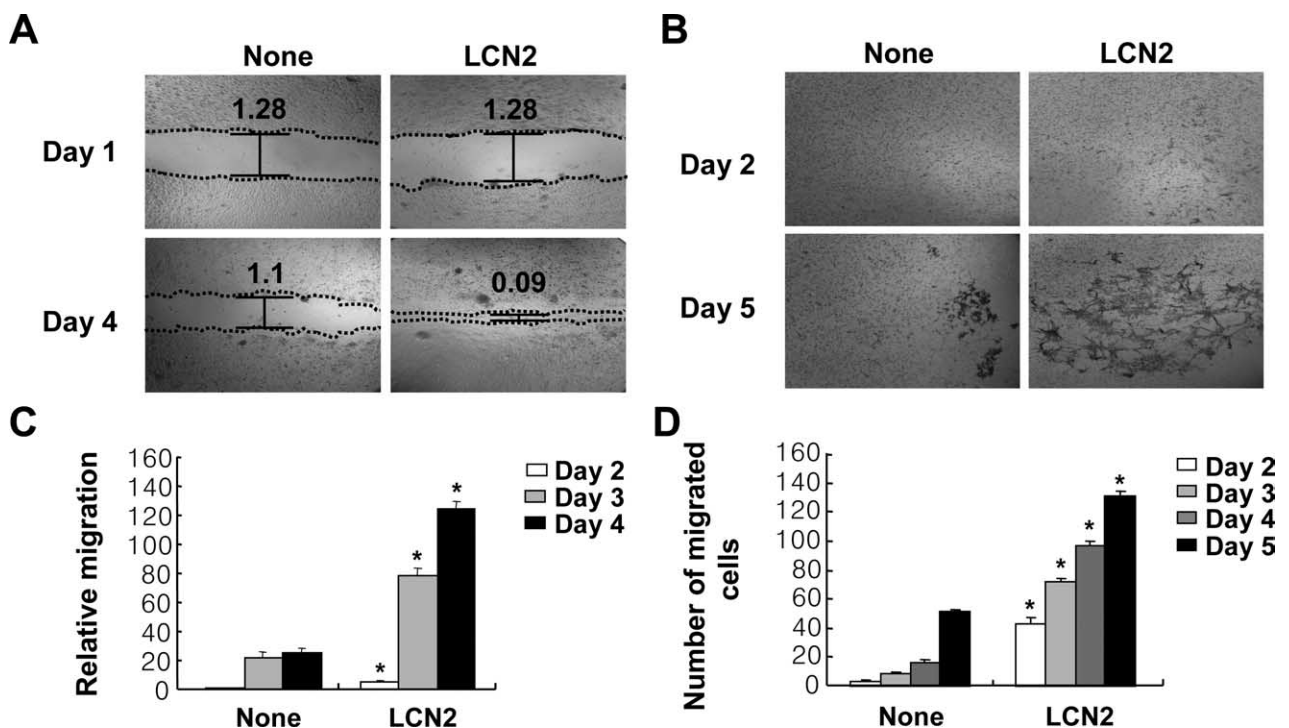 A
None LCN2
Day 1
1.28 1.28
Day 4
1.1 0.09
B
None LCN2
Day 2
Day 5
C
Relative migration
160
140
120
100
80
60
40
20
0
* * *
None LCN2
Day 2
Day 3
Day 4
D
Number of migrated
cells
160
140
120
100
80
60
40
20
0
* * * *
None LCN2
Day 2
Day 3
Day 4
Day 5